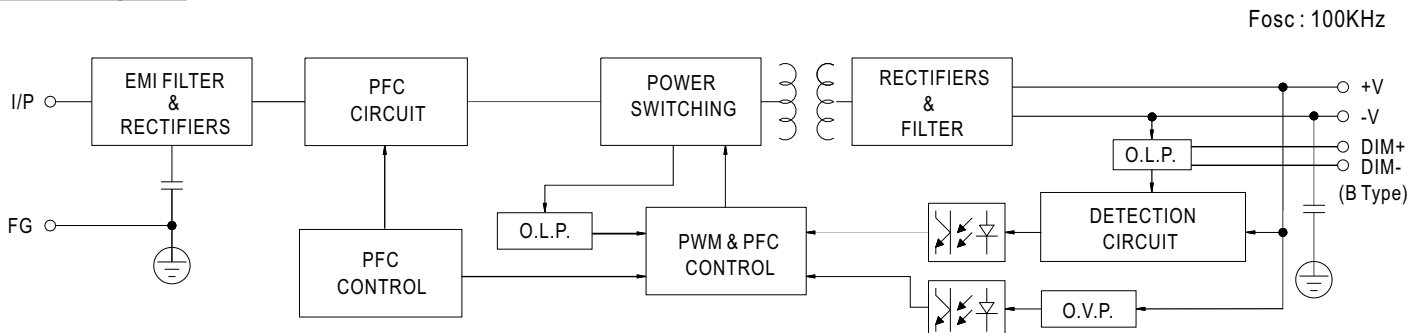 Fosc : 100KHz
I/P
EMI FILTER
&
RECTIFIERS
PFC
CIRCUIT
POWER
SWITCHING
RECTIFIERS
&
FILTER
+V
-V
O.L.P.
DIM+
DIM-
(B Type)
FG
O.L.P.
PFC
CONTROL
PWM & PFC
CONTROL
DETECTION
CIRCUIT
O.V.P.